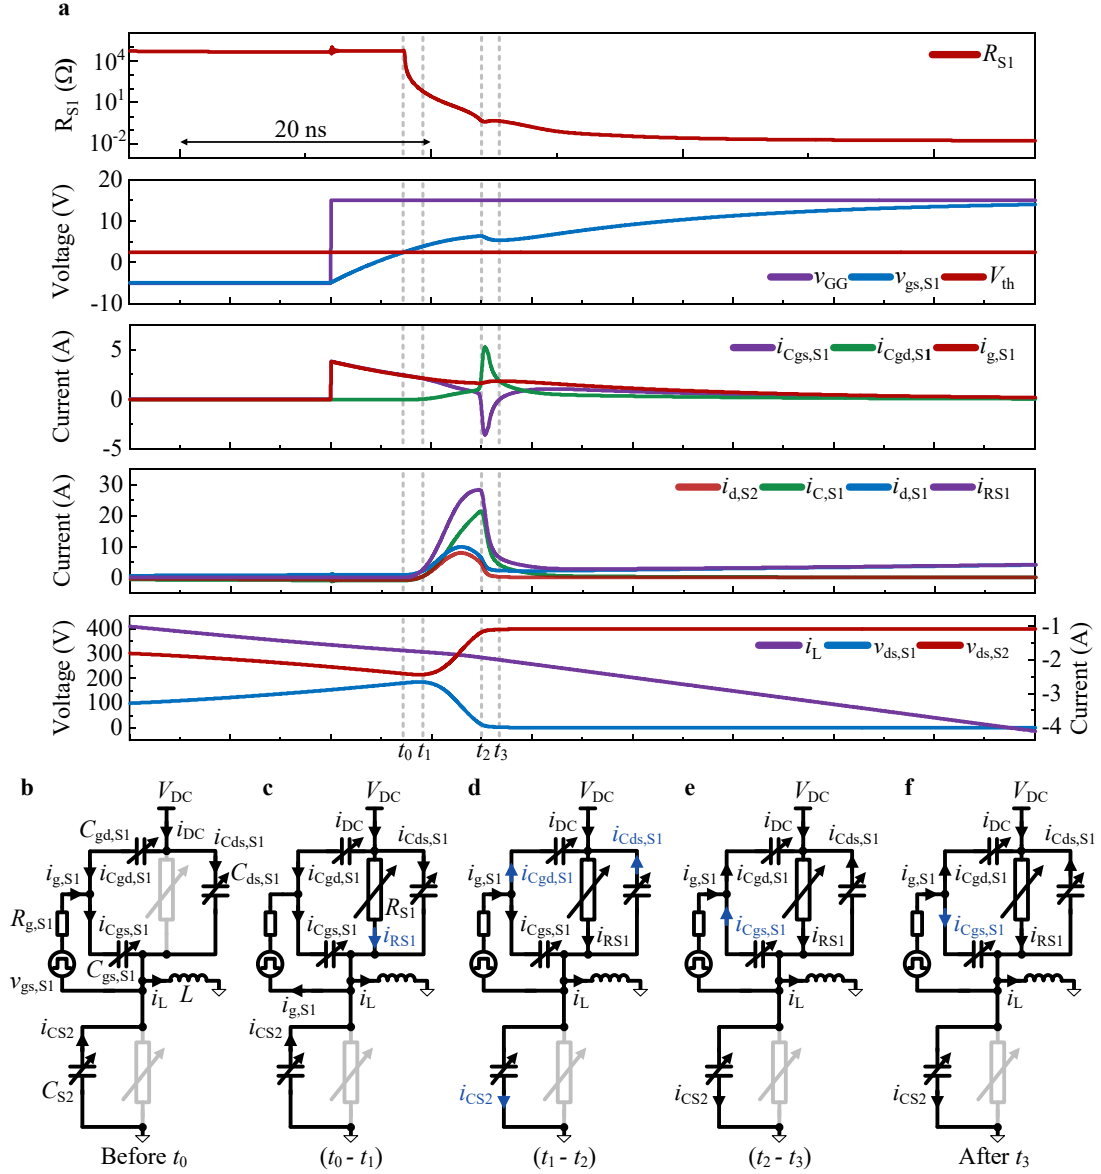 a
10^4
10^1
10^-2
R_S1 (Ω)
R_S1
20 ns
20
10
0
-10
Voltage (V)
v_GG v_gs,S1 V_th
5
0
-5
Current (A)
i_Cgs,S1 i_Cgd,S1 i_g,S1
30
20
10
0
Current (A)
i_d,S2 i_C,S1 i_d,S1 i_RS1
400
300
200
100
0
Voltage (V)
i_L v_ds,S1 v_ds,S2
-1
-2
-3
-4
Current (A)
t_0 t_1 t_2 t_3
b
V_DC
C_gd,S1
i_DC
i_Cds,S1
i_g,S1
i_Cgd,S1
C_ds,S1
R_g,S1
i_Cgs,S1
C_gs,S1
v_gs,S1
i_L
L
i_CS2
C_S2
Before t_0
c
V_DC
i_DC
i_Cgd,S1
R_S1
i_Cgs,S1
i_RS1
i_g,S1
i_L
i_CS2
(t_0 - t_1)
d
V_DC
i_DC
i_Cds,S1
i_g,S1
i_Cgd,S1
i_Cgs,S1
i_RS1
i_L
i_CS2
(t_1 - t_2)
e
V_DC
i_DC
i_Cds,S1
i_g,S1
i_Cgd,S1
i_Cgs,S1
i_RS1
i_L
i_CS2
(t_2 - t_3)
f
V_DC
i_DC
i_Cds,S1
i_g,S1
i_Cgd,S1
i_Cgs,S1
i_RS1
i_L
i_CS2
After t_3